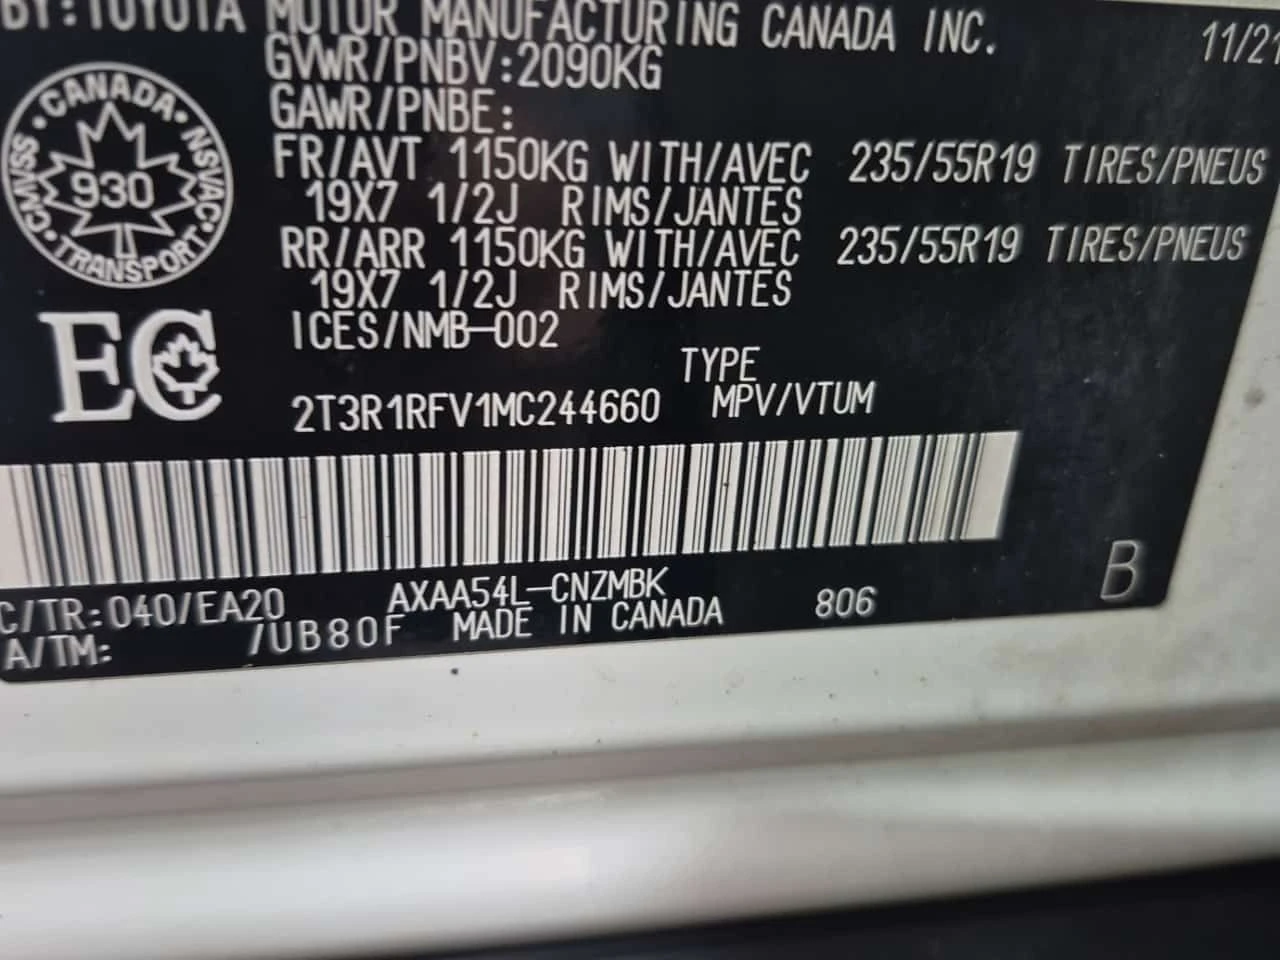 BY:TOYOTA MOTOR MANUFACTURING CANADA INC. 11/21
GVWR/PNBV:2090KG
GAWR/PNBE:
FR/AVT 1150KG WITH/AVEC 235/55R19 TIRES/PNEUS
19X7 1/2J RIMS/JANTES
RR/ARR 1150KG WITH/AVEC 235/55R19 TIRES/PNEUS
19X7 1/2J RIMS/JANTES
ICES/NMB-002
CANADA
CMVSS
930
NSVAC
TRANSPORT
EC
TYPE
2T3R1RFV1MC244660 MPV/VTUM
C/TR:040/EA20 AXAA54L-CNZMBK 806 B
A/TM: /UB80F MADE IN CANADA